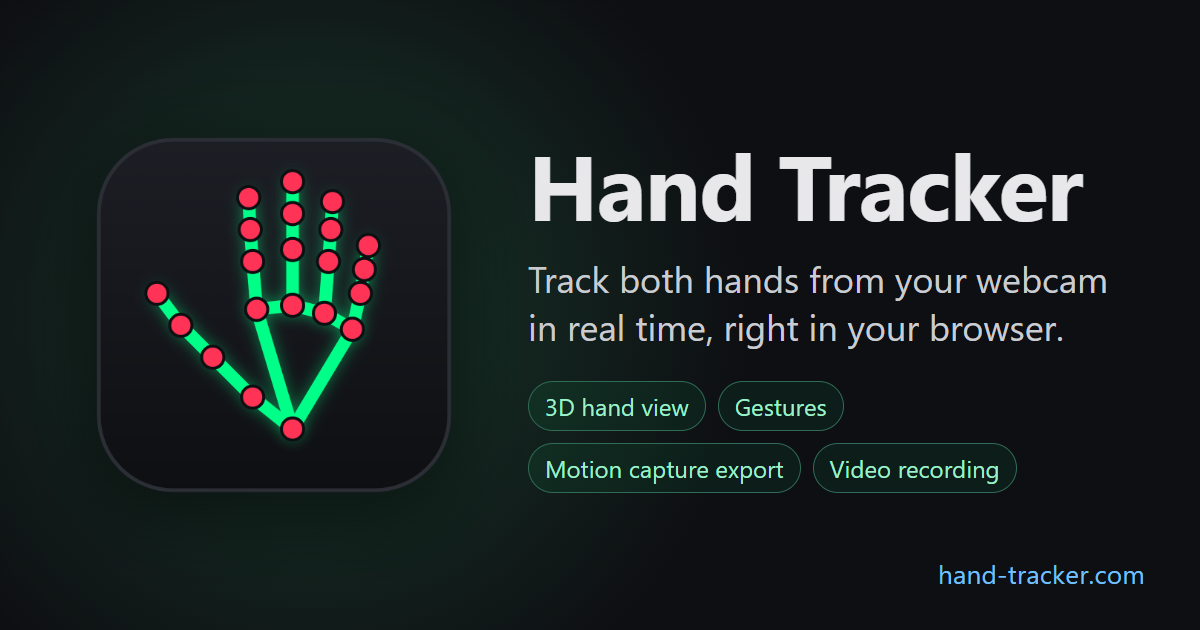 Hand Tracker
Track both hands from your webcam
in real time, right in your browser.
3D hand view
Gestures
Motion capture export
Video recording
hand-tracker.com